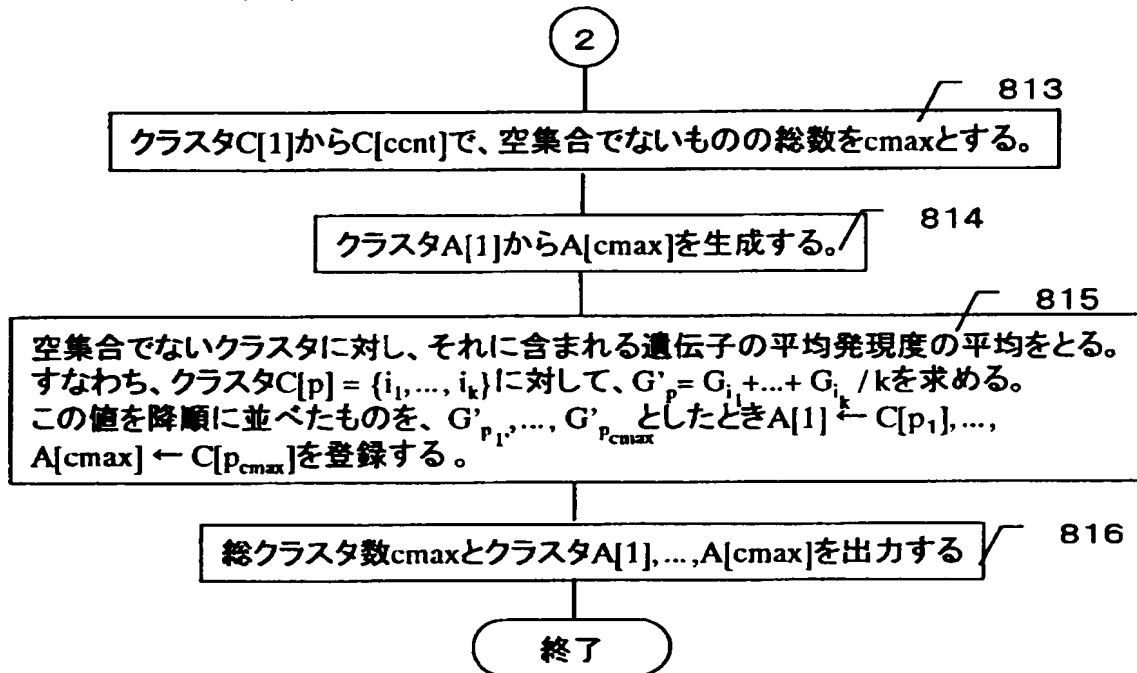 2
813
クラスタC[1]からC[ccnt]で、空集合でないものの総数をcmaxとする。
814
クラスタA[1]からA[cmax]を生成する。
815
空集合でないクラスタに対し、それに含まれる遺伝子の平均発現度の平均をとる。
すなわち、クラスタC[p] = {i₁,..., iₖ}に対して、G'ₚ= G_{i₁}+...+ G_{iₖ} /kを求める。
この値を降順に並べたものを、G'_{p₁},..., G'_{p_{cmax}}としたときA[1] ← C[p₁],...,
A[cmax] ← C[p_{cmax}]を登録する。
816
総クラスタ数cmaxとクラスタA[1],...,A[cmax]を出力する
終了